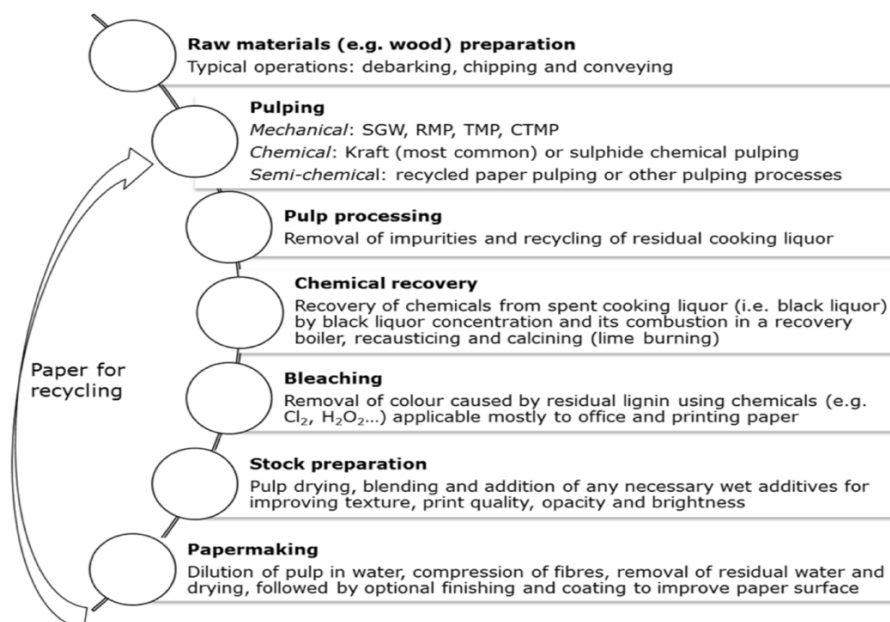 Raw materials (e.g. wood) preparation
Typical operations: debarking, chipping and conveying
Pulping
Mechanical: SGW, RMP, TMP, CTMP
Chemical: Kraft (most common) or sulphide chemical pulping
Semi-chemical: recycled paper pulping or other pulping processes
Pulp processing
Removal of impurities and recycling of residual cooking liquor
Chemical recovery
Recovery of chemicals from spent cooking liquor (i.e. black liquor)
by black liquor concentration and its combustion in a recovery
boiler, recausticing and calcining (lime burning)
Paper for
recycling
Bleaching
Removal of colour caused by residual lignin using chemicals (e.g.
Cl₂, H₂O₂...) applicable mostly to office and printing paper
Stock preparation
Pulp drying, blending and addition of any necessary wet additives for
improving texture, print quality, opacity and brightness
Papermaking
Dilution of pulp in water, compression of fibres, removal of residual water and
drying, followed by optional finishing and coating to improve paper surface